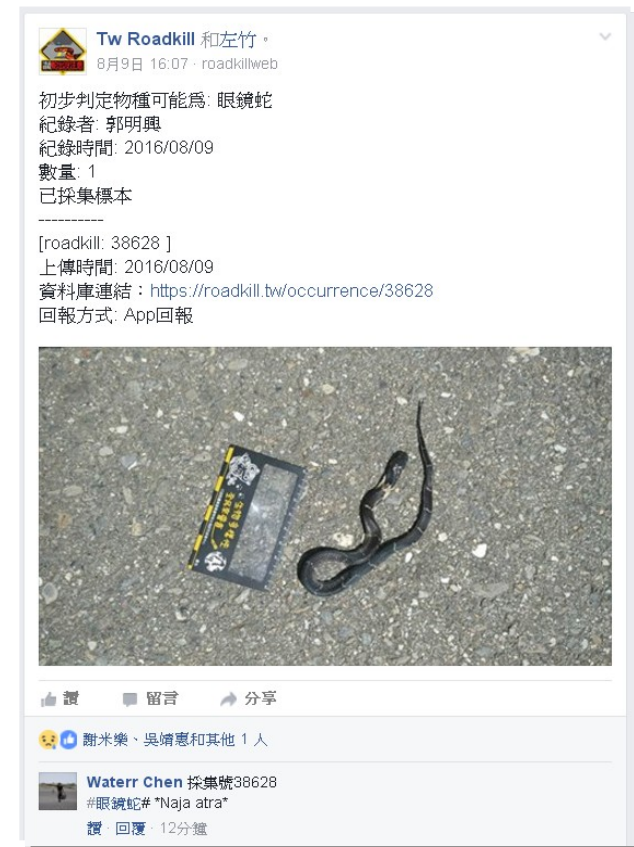 Tw Roadkill 和左竹。
8月9日 16:07 · roadkillweb
初步判定物種可能為: 眼鏡蛇
紀錄者: 郭明興
紀錄時間: 2016/08/09
數量: 1
已採集標本
----------
[roadkill: 38628 ]
上傳時間: 2016/08/09
資料庫連結：https://roadkill.tw/occurrence/38628
回報方式: App回報
讚 留言 分享
謝米樂、吳婧惠和其他 1 人
Waterr Chen 採集號38628
#眼鏡蛇# *Naja atra*
讚 · 回覆 · 12分鐘